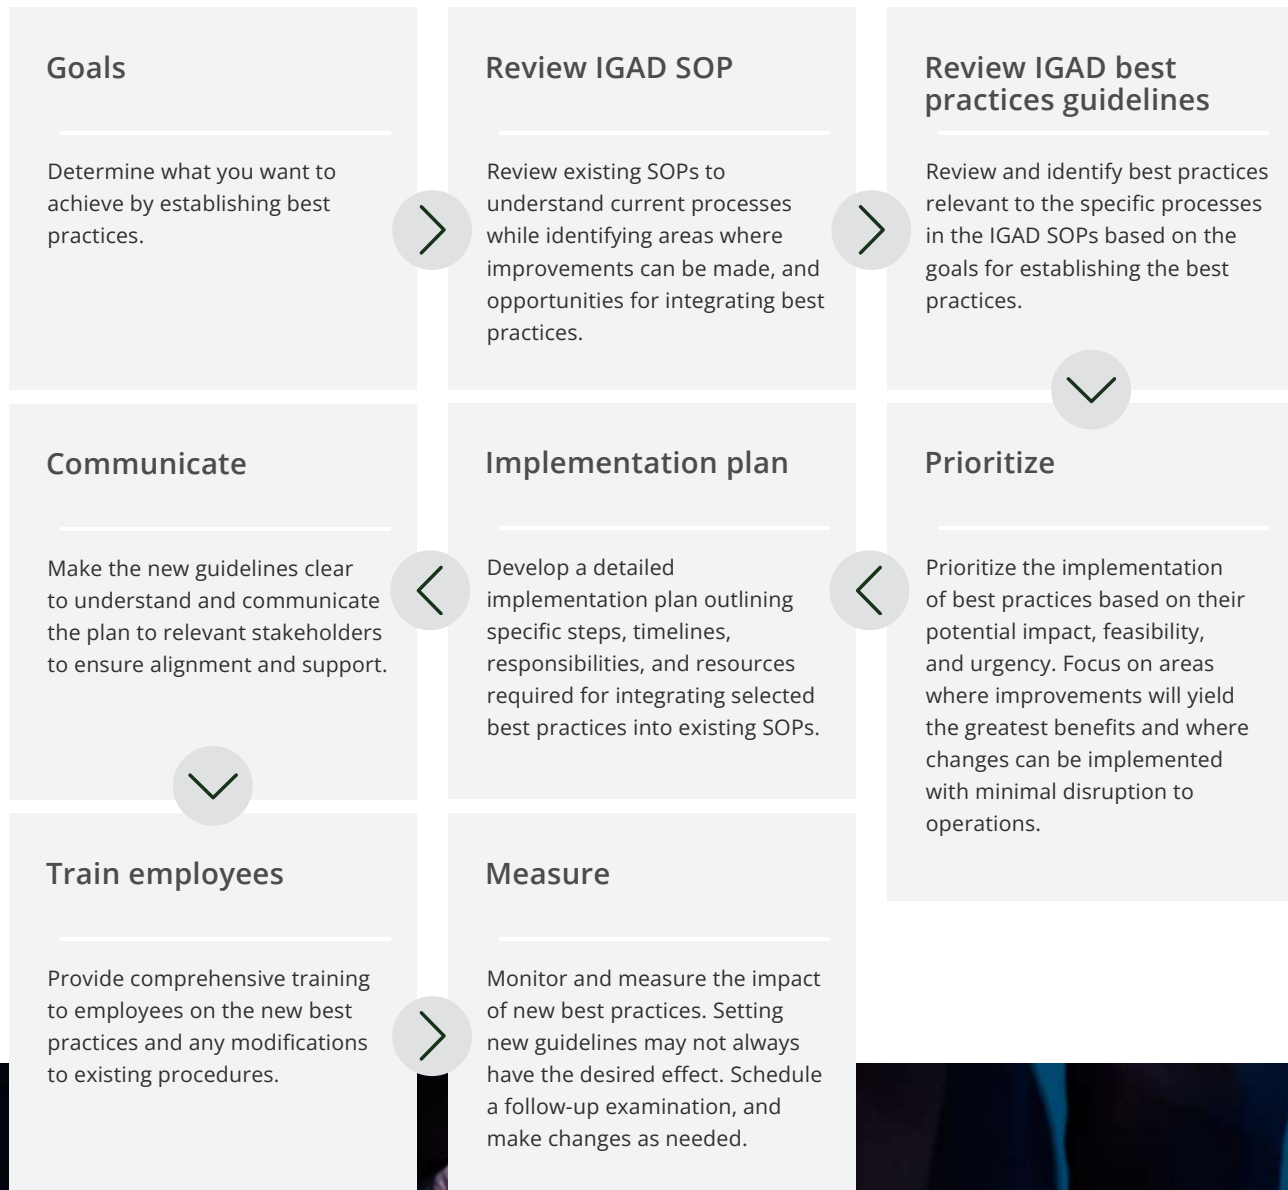 Goals
Determine what you want to
achieve by establishing best
practices.
Review IGAD SOP
Review existing SOPs to
understand current processes
while identifying areas where
improvements can be made, and
opportunities for integrating best
practices.
Review IGAD best
practices guidelines
Review and identify best practices
relevant to the specific processes
in the IGAD SOPs based on the
goals for establishing the best
practices.
Prioritize
Prioritize the implementation
of best practices based on their
potential impact, feasibility,
and urgency. Focus on areas
where improvements will yield
the greatest benefits and where
changes can be implemented
with minimal disruption to
operations.
Implementation plan
Develop a detailed
implementation plan outlining
specific steps, timelines,
responsibilities, and resources
required for integrating selected
best practices into existing SOPs.
Communicate
Make the new guidelines clear
to understand and communicate
the plan to relevant stakeholders
to ensure alignment and support.
Train employees
Provide comprehensive training
to employees on the new best
practices and any modifications
to existing procedures.
Measure
Monitor and measure the impact
of new best practices. Setting
new guidelines may not always
have the desired effect. Schedule
a follow-up examination, and
make changes as needed.